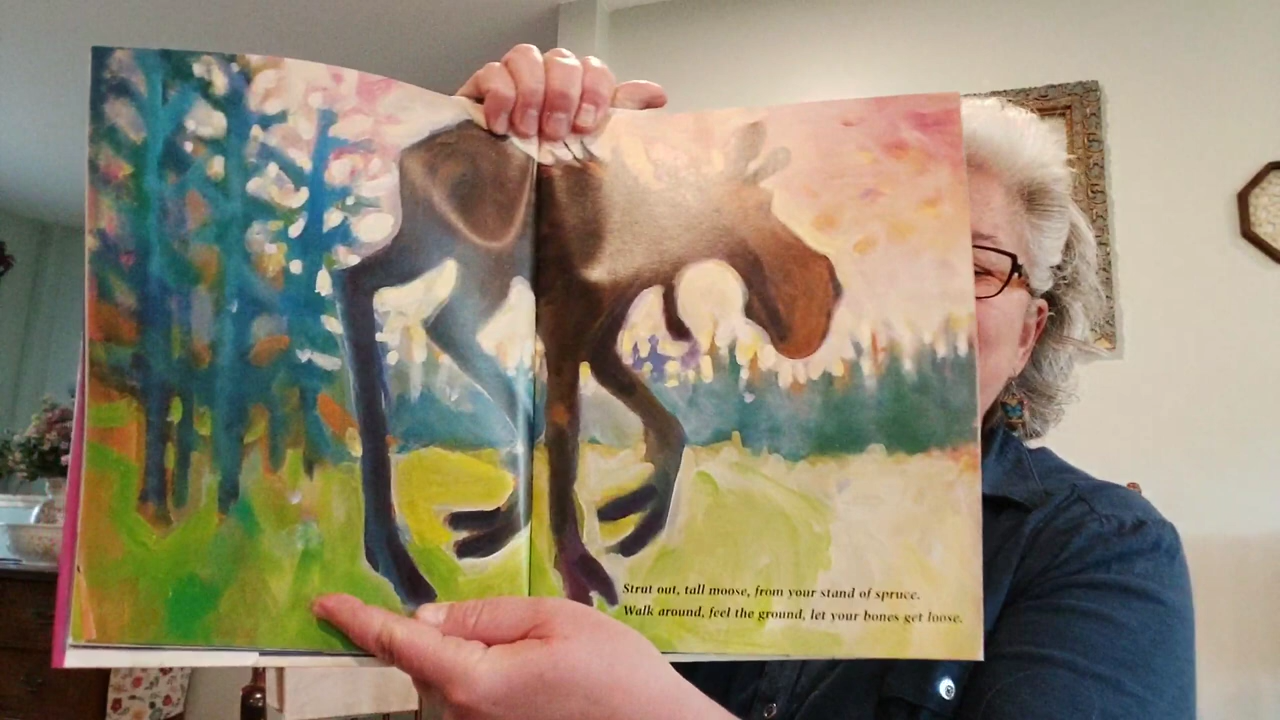 Strut out, tall moose, from your stand of spruce.
Walk around, feel the ground, let your bones get loose.